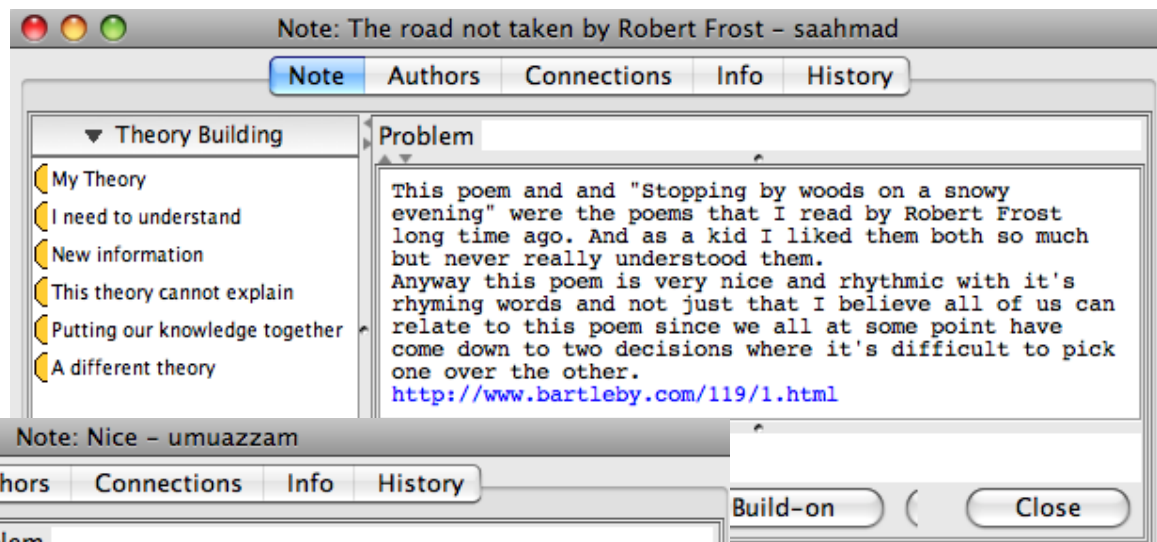 Note: The road not taken by Robert Frost – saahmad
Note Authors Connections Info History
▼ Theory Building
My Theory
I need to understand
New information
This theory cannot explain
Putting our knowledge together
A different theory
Problem
This poem and and "Stopping by woods on a snowy
evening" were the poems that I read by Robert Frost
long time ago. And as a kid I liked them both so much
but never really understood them.
Anyway this poem is very nice and rhythmic with it's
rhyming words and not just that I believe all of us can
relate to this poem since we all at some point have
come down to two decisions where it's difficult to pick
one over the other.
http://www.bartleby.com/119/1.html
Build-on Close
Note: Nice – umuazzam
hors Connections Info History